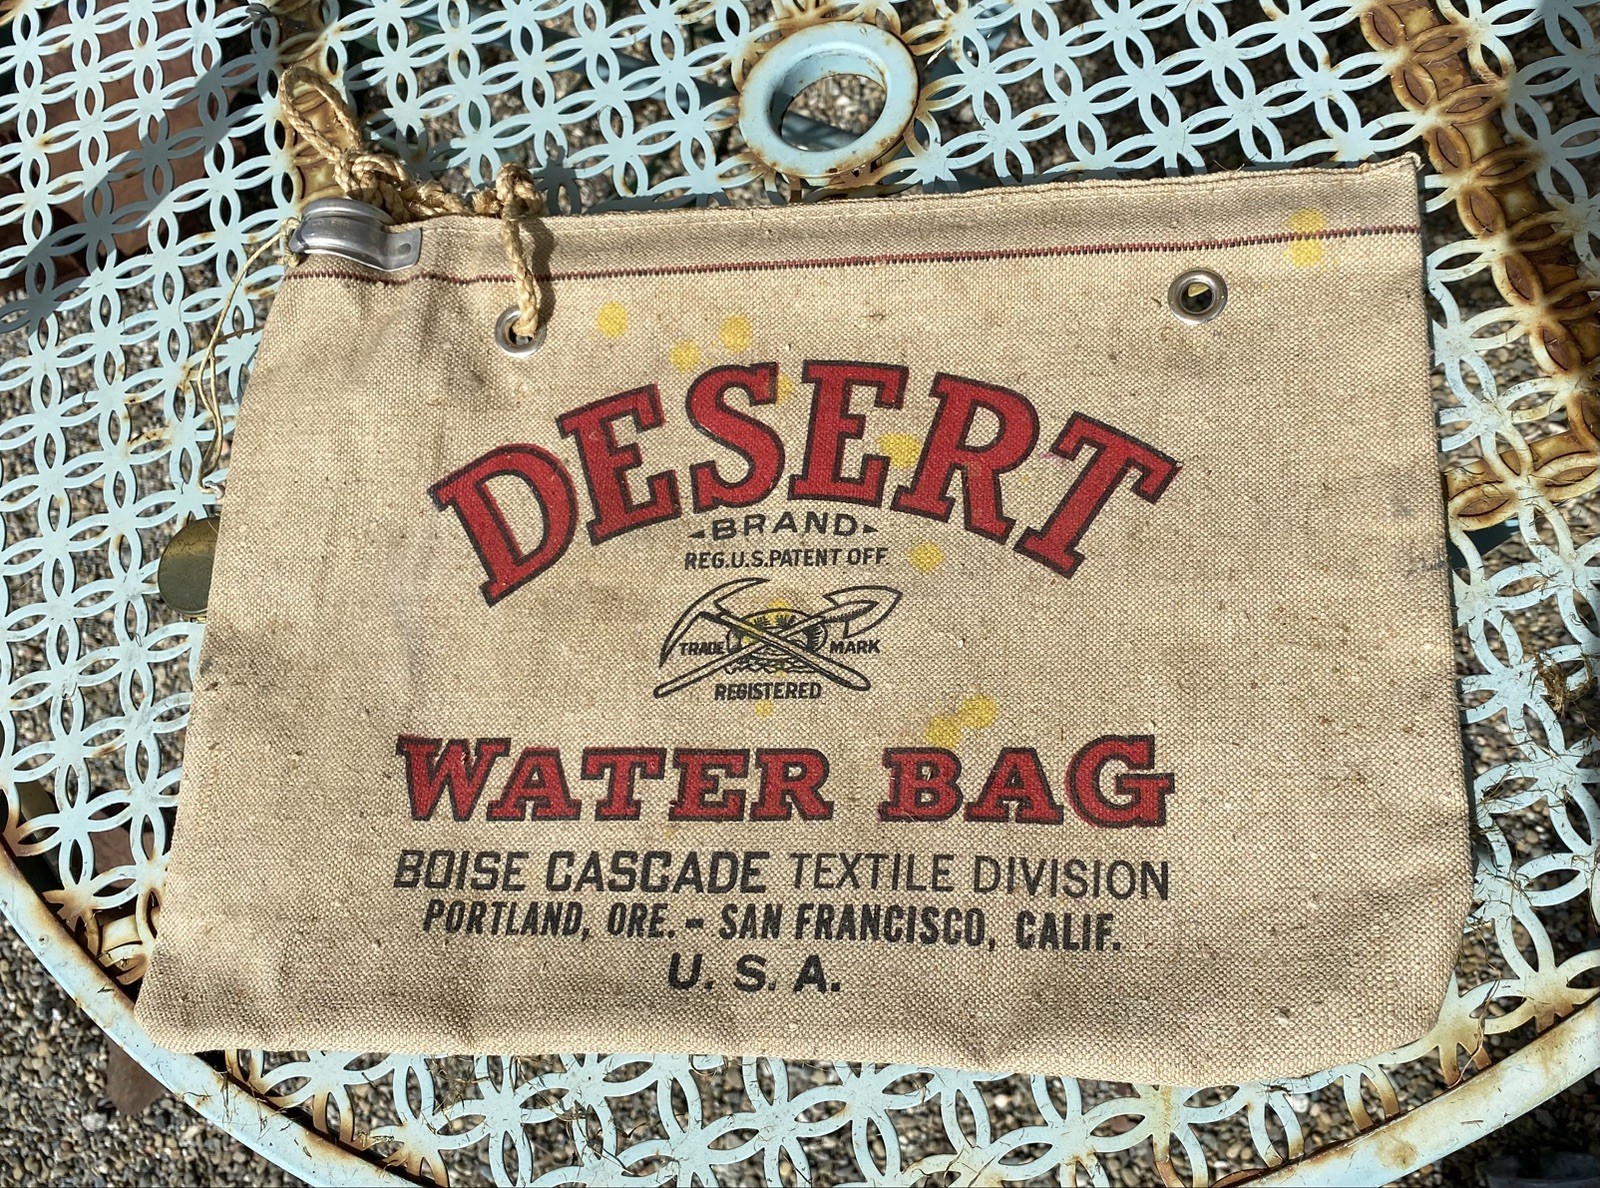 DESERT
BRAND
REG.U.S.PATENT OFF.
TRADE MARK
REGISTERED
WATER BAG
BOISE CASCADE TEXTILE DIVISION
PORTLAND, ORE. - SAN FRANCISCO, CALIF.
U. S. A.